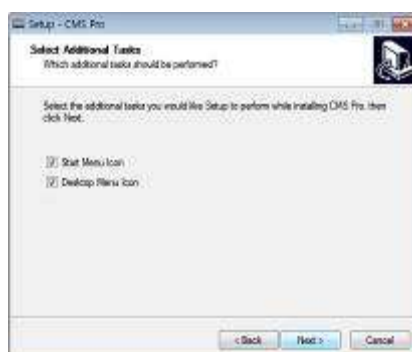 Setup - CMS Pro
Select Additional Tasks
Which additional tasks should be performed?
Select the additional tasks you would like Setup to perform while installing CMS Pro, then
click Next.
Start Menu Icon
Desktop Menu Icon
< Back
Next >
Cancel